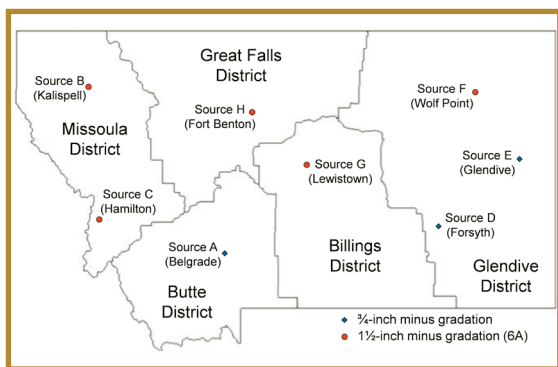 Great Falls
District
Source B
(Kalispell)
Source F
(Wolf Point)
Source H
(Fort Benton)
Missoula
District
Source E
(Glendive)
Source G
(Lewistown)
Source C
(Hamilton)
Source D
(Forsyth)
Source A
(Belgrade)
Billings
District
Glendive
District
Butte
District
¾-inch minus gradation
1½-inch minus gradation (6A)